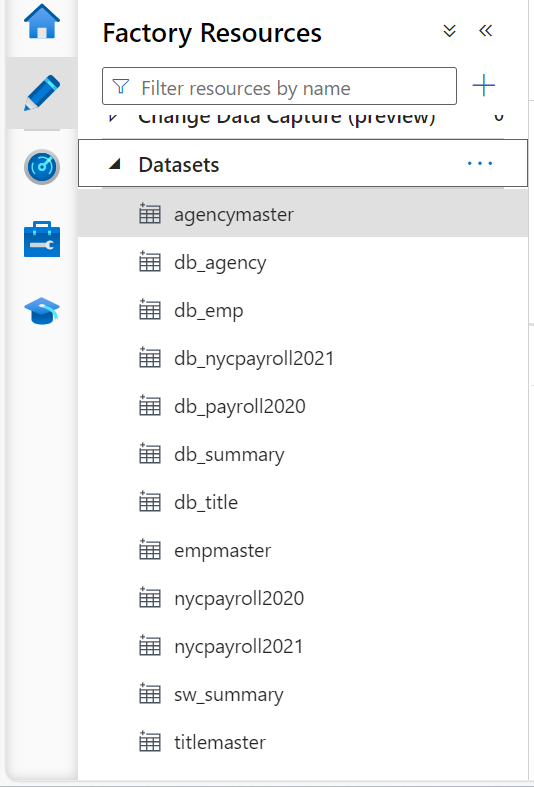 Factory Resources
Filter resources by name
Change Data Capture (preview) 0
Datasets
agencymaster
db_agency
db_emp
db_nycpayroll2021
db_payroll2020
db_summary
db_title
empmaster
nycpayroll2020
nycpayroll2021
sw_summary
titlemaster